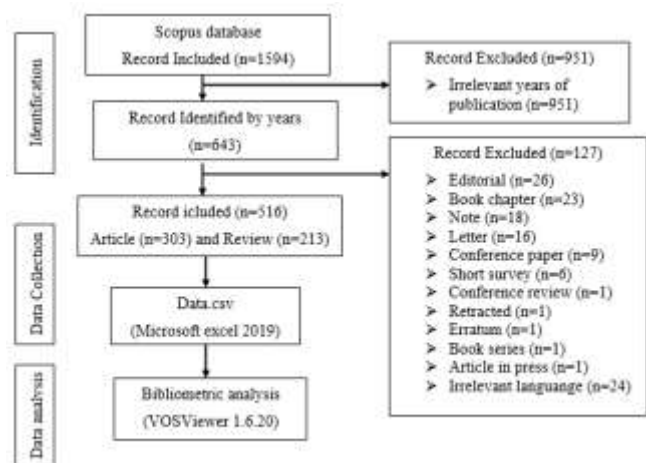 Identification
Scopus database
Record Included (n=1594)
Record Excluded (n=951)
➤ Irrelevant years of
publication (n=951)
Record Identified by years
(n=643)
Record Excluded (n=127)
➤ Editorial (n=26)
➤ Book chapter (n=23)
➤ Note (n=18)
➤ Letter (n=16)
➤ Conference paper (n=9)
➤ Short survey (n=6)
➤ Conference review (n=1)
➤ Retracted (n=1)
➤ Erratum (n=1)
➤ Book series (n=1)
➤ Article in press (n=1)
➤ Irrelevant languange (n=24)
Data Collection
Record icluded (n=516)
Article (n=303) and Review (n=213)
Data.csv
(Microsoft excel 2019)
Data analysis
Bibliometric analysis
(VOSViewer 1.6.20)